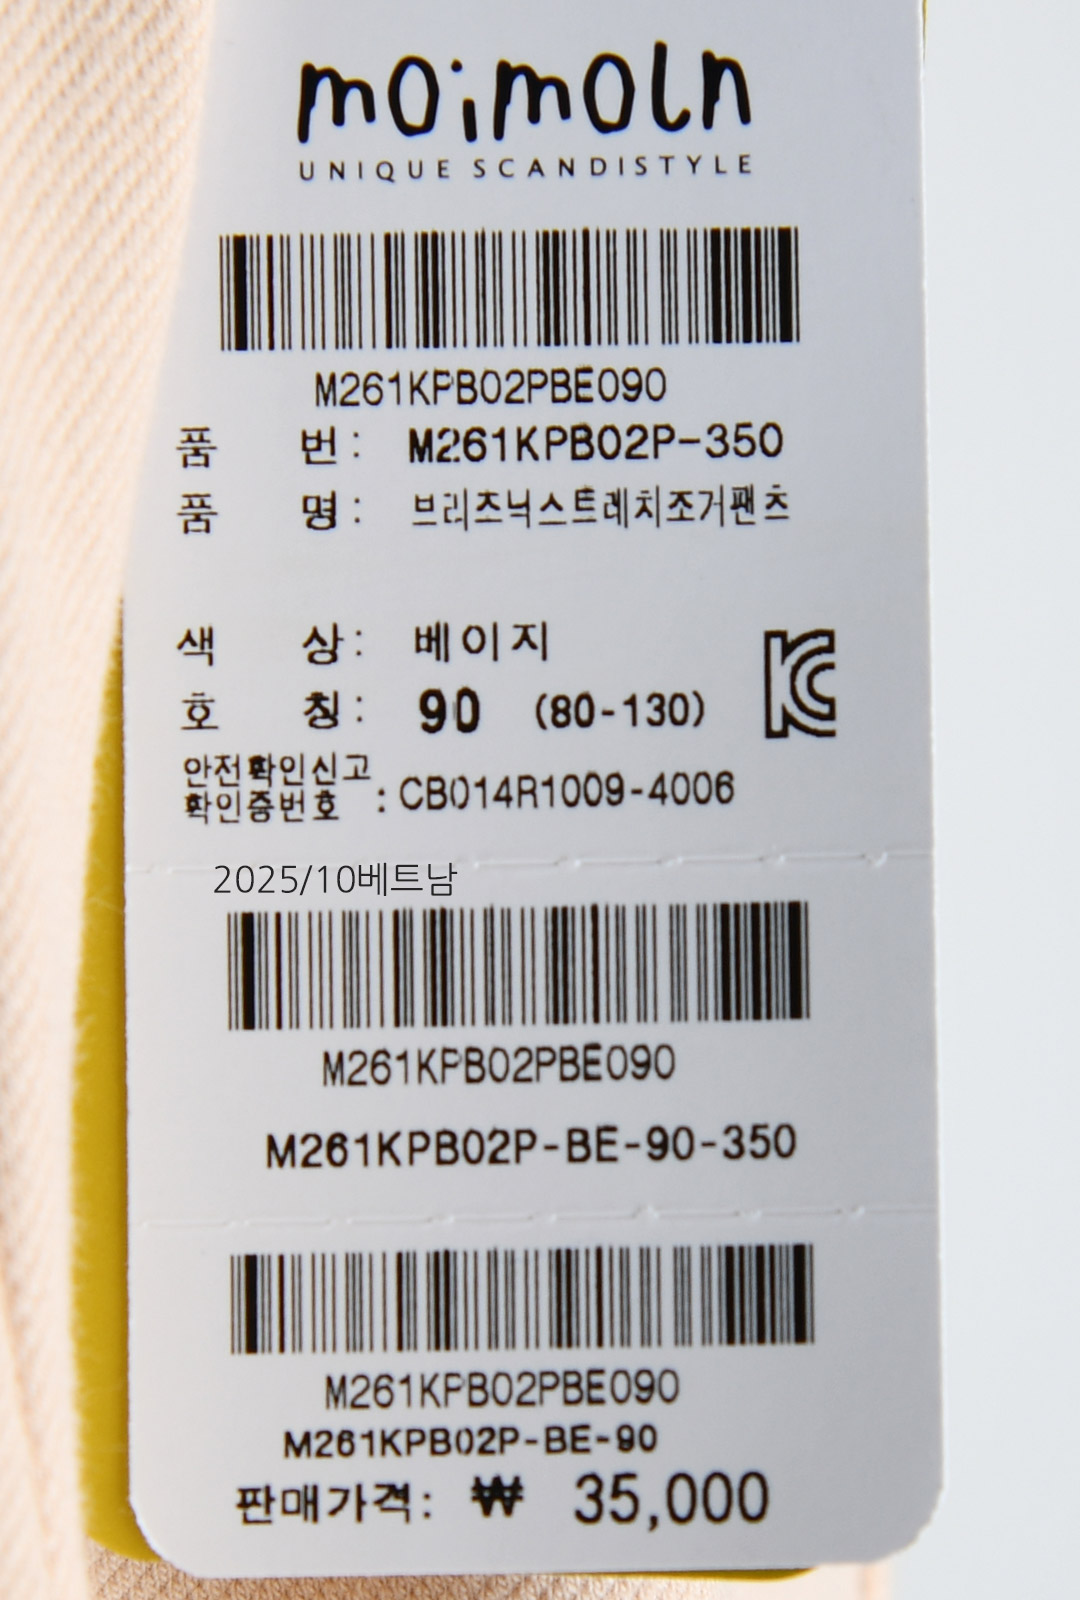 moimoln
UNIQUE SCANDISTYLE
M261KPB02PBE090
품 번: M261KPB02P-350
품 명: 브리즈닉스트레치조거팬츠
색 상: 베이지
호 칭: 90 (80-130)
안전확인신고
확인증번호 : CB014R1009-4006
2025/10베트남
M261KPB02PBE090
M261KPB02P-BE-90-350
M261KPB02PBE090
M261KPB02P-BE-90
판매가격: ₩ 35,000